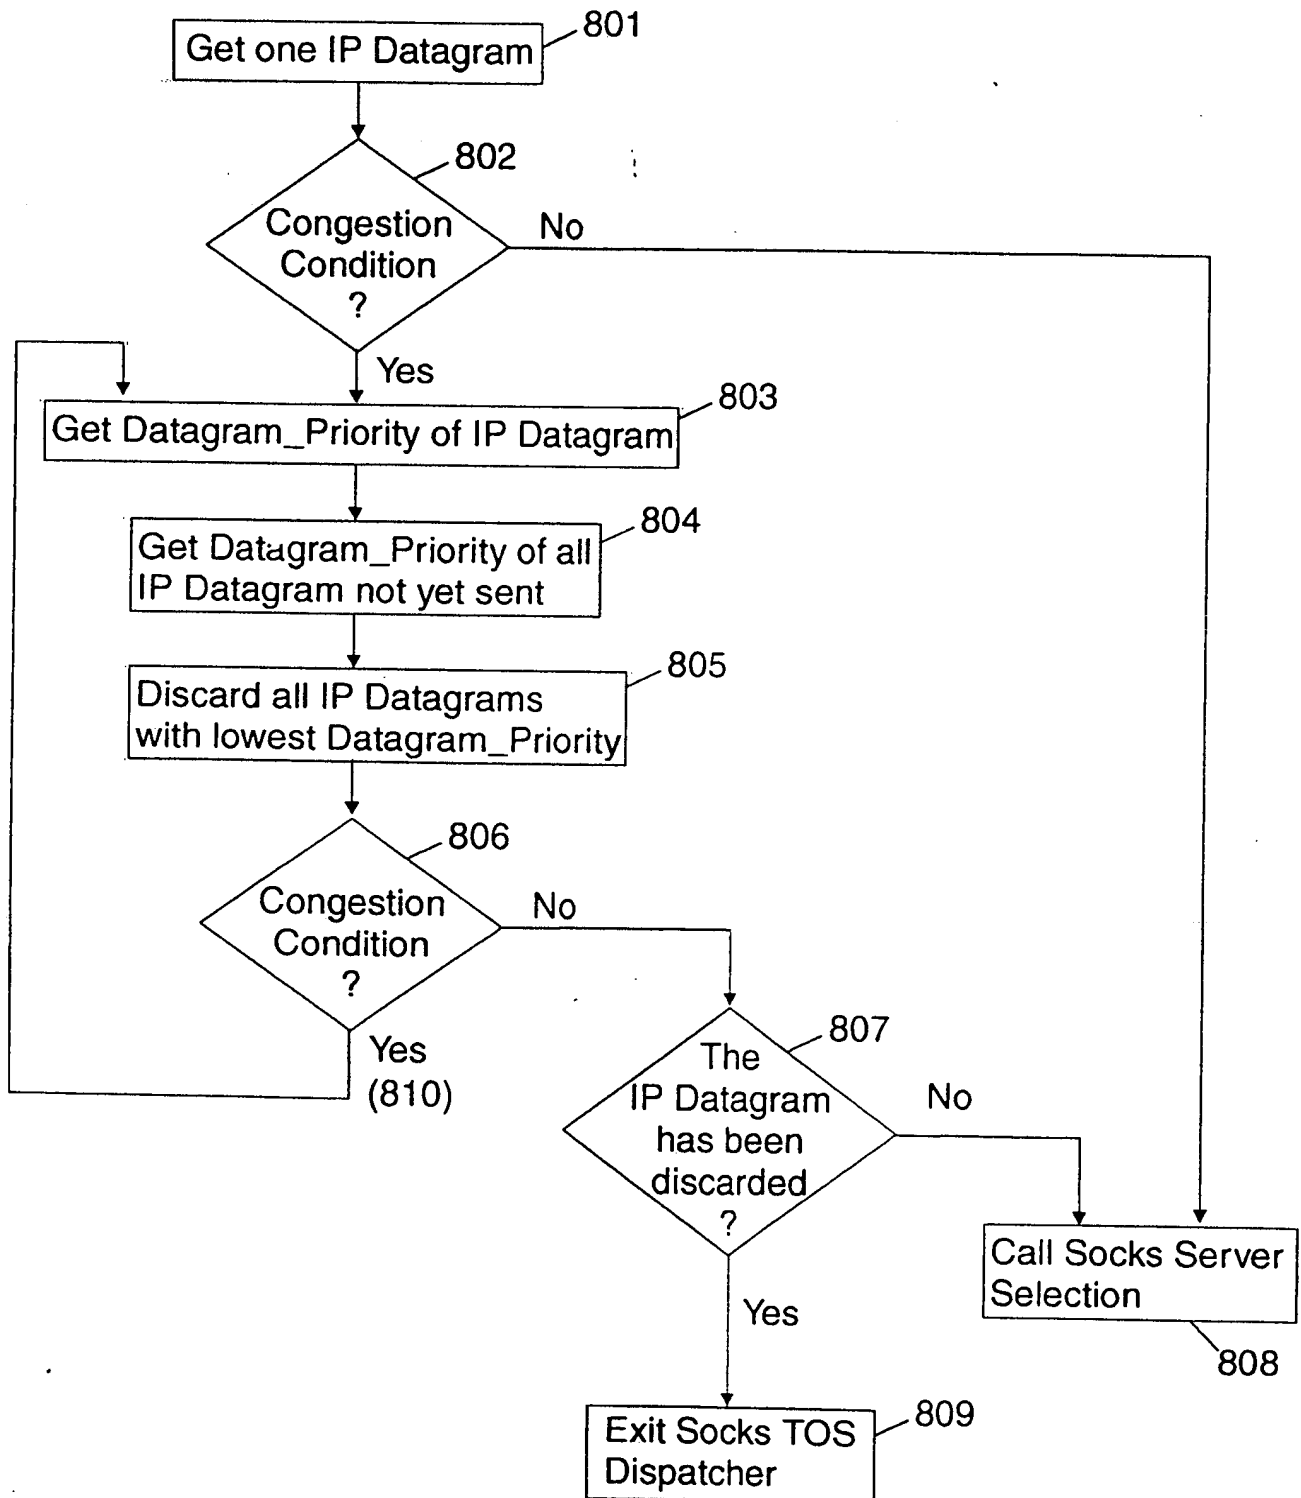 Get one IP Datagram
801
802
Congestion
Condition
?
No
Yes
803
Get Datagram_Priority of IP Datagram
804
Get Datagram_Priority of all
IP Datagram not yet sent
805
Discard all IP Datagrams
with lowest Datagram_Priority
806
Congestion
Condition
?
No
Yes
(810)
807
The
IP Datagram
has been
discarded
?
No
Yes
Call Socks Server
Selection
808
809
Exit Socks TOS
Dispatcher